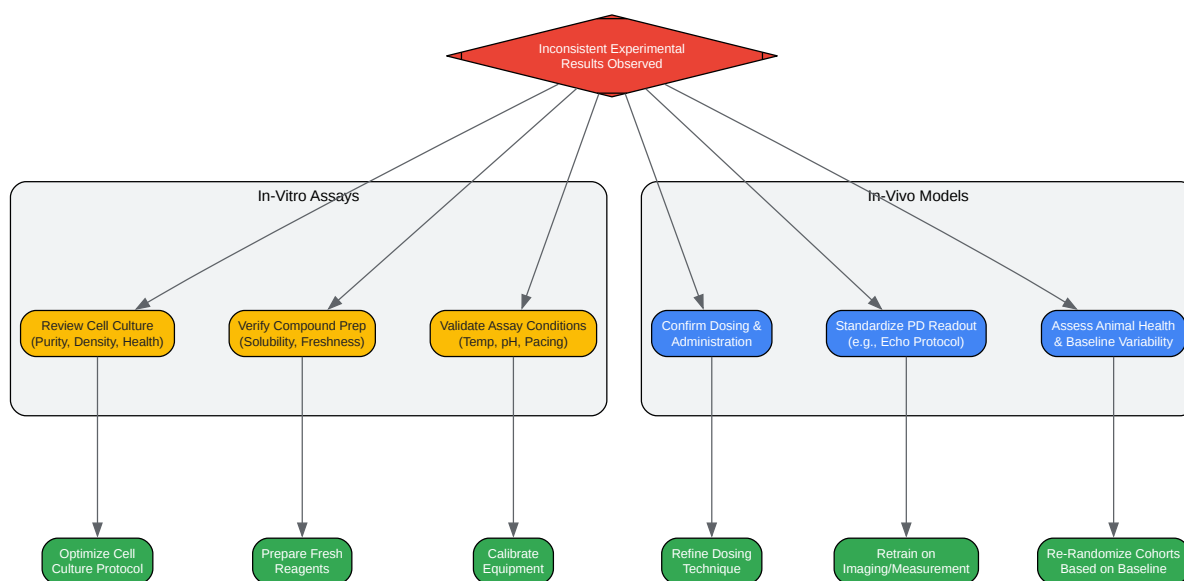 Inconsistent Experimental
Results Observed
In-Vitro Assays
In-Vivo Models
Review Cell Culture
(Purity, Density, Health)
Verify Compound Prep
(Solubility, Freshness)
Validate Assay Conditions
(Temp, pH, Pacing)
Confirm Dosing &
Administration
Standardize PD Readout
(e.g., Echo Protocol)
Assess Animal Health
& Baseline Variability
Optimize Cell
Culture Protocol
Prepare Fresh
Reagents
Calibrate
Equipment
Refine Dosing
Technique
Retrain on
Imaging/Measurement
Re-Randomize Cohorts
Based on Baseline